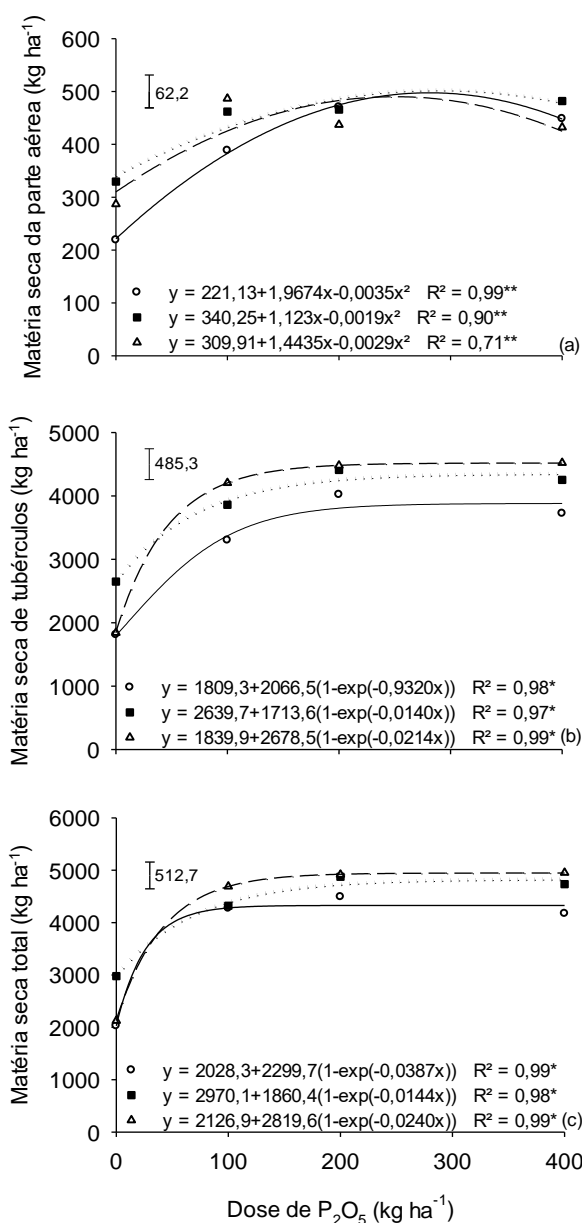 Matéria seca da parte aérea (kg ha⁻¹)
600
500
400
300
200
100
0
62,2
y = 221,13+1,9674x-0,0035x² R² = 0,99**
y = 340,25+1,123x-0,0019x² R² = 0,90**
y = 309,91+1,4435x-0,0029x² R² = 0,71**
(a)
Matéria seca de tubérculos (kg ha⁻¹)
5000
4000
3000
2000
1000
0
485,3
y = 1809,3+2066,5(1-exp(-0,9320x)) R² = 0,98*
y = 2639,7+1713,6(1-exp(-0,0140x)) R² = 0,97*
y = 1839,9+2678,5(1-exp(-0,0214x)) R² = 0,99* (b)
Matéria seca total (kg ha⁻¹)
6000
5000
4000
3000
2000
1000
0
512,7
y = 2028,3+2299,7(1-exp(-0,0387x)) R² = 0,99*
y = 2970,1+1860,4(1-exp(-0,0144x)) R² = 0,98*
y = 2126,9+2819,6(1-exp(-0,0240x)) R² = 0,99* (c)
0 100 200 300 400
Dose de P₂O₅ (kg ha⁻¹)